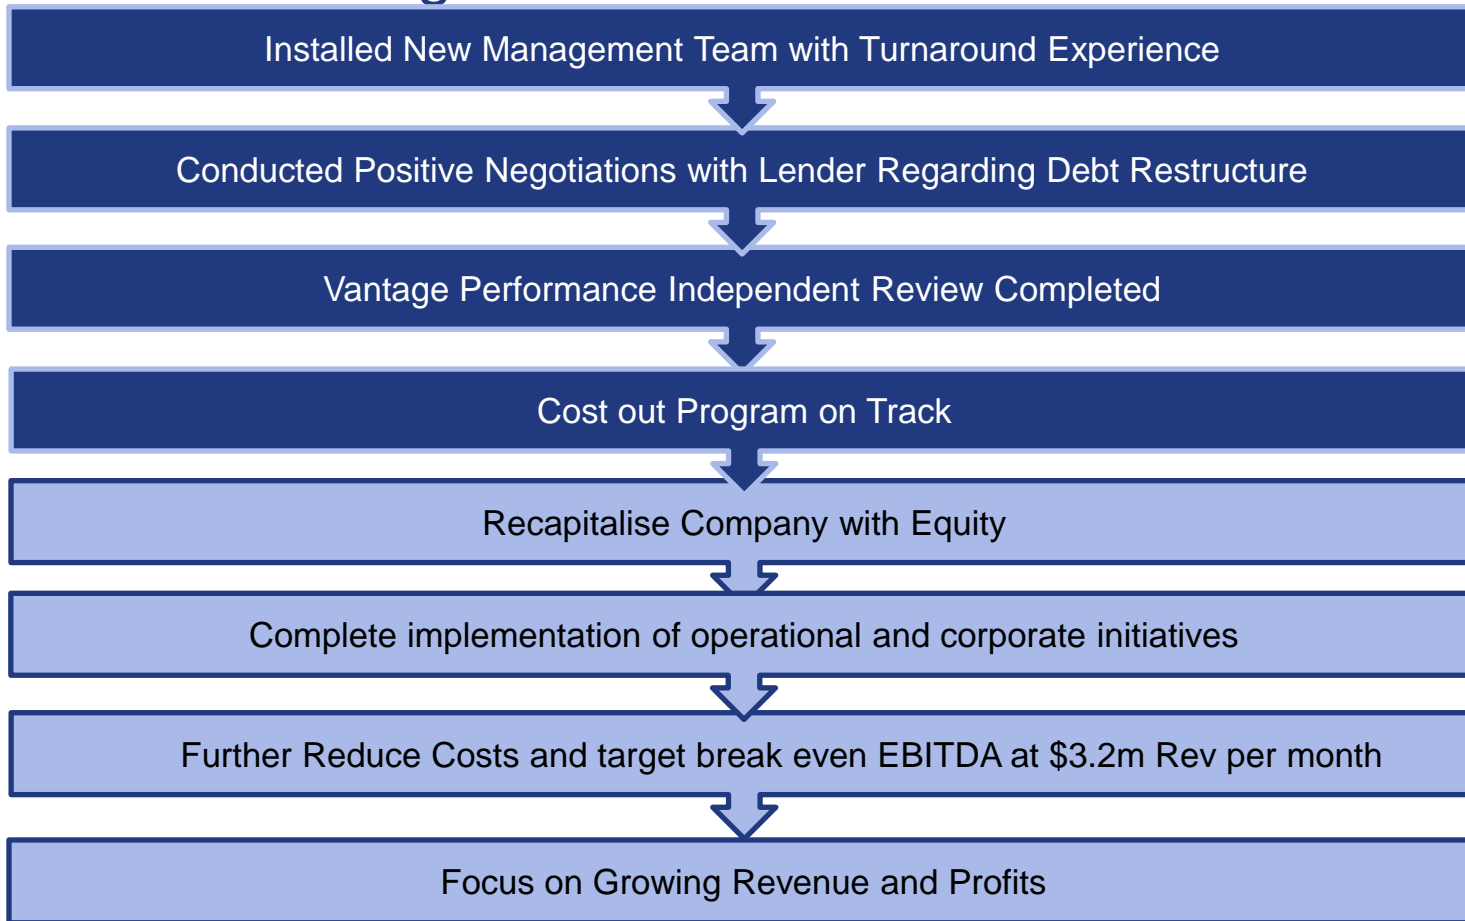 Installed New Management Team with Turnaround Experience
Conducted Positive Negotiations with Lender Regarding Debt Restructure
Vantage Performance Independent Review Completed
Cost out Program on Track
Recapitalise Company with Equity
Complete implementation of operational and corporate initiatives
Further Reduce Costs and target break even EBITDA at $3.2m Rev per month
Focus on Growing Revenue and Profits